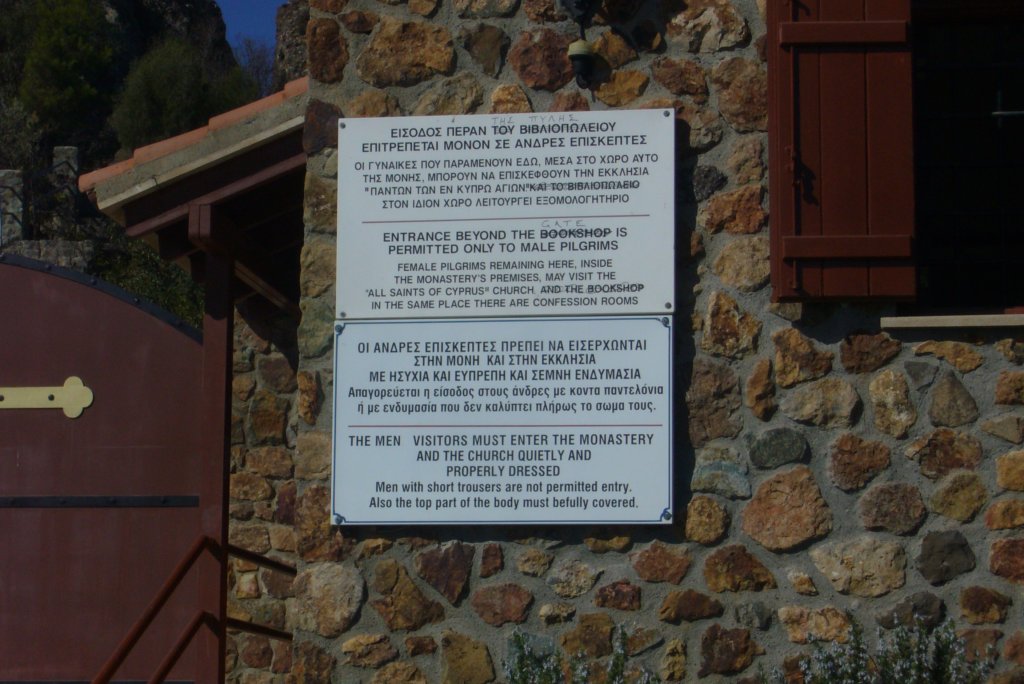 ΤΗΣ ΠΥΛΗΣ
ΕΙΣΟΔΟΣ ΠΕΡΑΝ ΤΟΥ ΒΙΒΛΙΟΠΩΛΕΙΟΥ
ΕΠΙΤΡΕΠΕΤΑΙ ΜΟΝΟΝ ΣΕ ΑΝΔΡΕΣ ΕΠΙΣΚΕΠΤΕΣ
ΟΙ ΓΥΝΑΙΚΕΣ ΠΟΥ ΠΑΡΑΜΕΝΟΥΝ ΕΔΩ, ΜΕΣΑ ΣΤΟ ΧΩΡΟ ΑΥΤΟ
ΤΗΣ ΜΟΝΗΣ, ΜΠΟΡΟΥΝ ΝΑ ΕΠΙΣΚΕΦΘΟΥΝ ΤΗΝ ΕΚΚΛΗΣΙΑ
"ΠΑΝΤΩΝ ΤΩΝ ΕΝ ΚΥΠΡΩ ΑΓΙΩΝ" ΚΑΙ ΤΟ ΒΙΒΛΙΟΠΩΛΕΙΟ
ΣΤΟΝ ΙΔΙΟΝ ΧΩΡΟ ΛΕΙΤΟΥΡΓΕΙ ΕΞΟΜΟΛΟΓΗΤΗΡΙΟ
GATE
ENTRANCE BEYOND THE BOOKSHOP IS
PERMITTED ONLY TO MALE PILGRIMS
FEMALE PILGRIMS REMAINING HERE, INSIDE
THE MONASTERY'S PREMISES, MAY VISIT THE
"ALL SAINTS OF CYPRUS" CHURCH, AND THE BOOKSHOP
IN THE SAME PLACE THERE ARE CONFESSION ROOMS
ΟΙ ΑΝΔΡΕΣ ΕΠΙΣΚΕΠΤΕΣ ΠΡΕΠΕΙ ΝΑ ΕΙΣΕΡΧΩΝΤΑΙ
ΣΤΗΝ ΜΟΝΗ ΚΑΙ ΣΤΗΝ ΕΚΚΛΗΣΙΑ
ΜΕ ΗΣΥΧΙΑ ΚΑΙ ΕΥΠΡΕΠΗ ΚΑΙ ΣΕΜΝΗ ΕΝΔΥΜΑΣΙΑ
Απαγορεύεται η είσοδος στους άνδρες με κοντα παντελόνια
ή με ενδυμασία που δεν καλύπτει πλήρως το σωμα τους.
THE MEN VISITORS MUST ENTER THE MONASTERY
AND THE CHURCH QUIETLY AND
PROPERLY DRESSED
Men with short trousers are not permitted entry.
Also the top part of the body must befully covered.